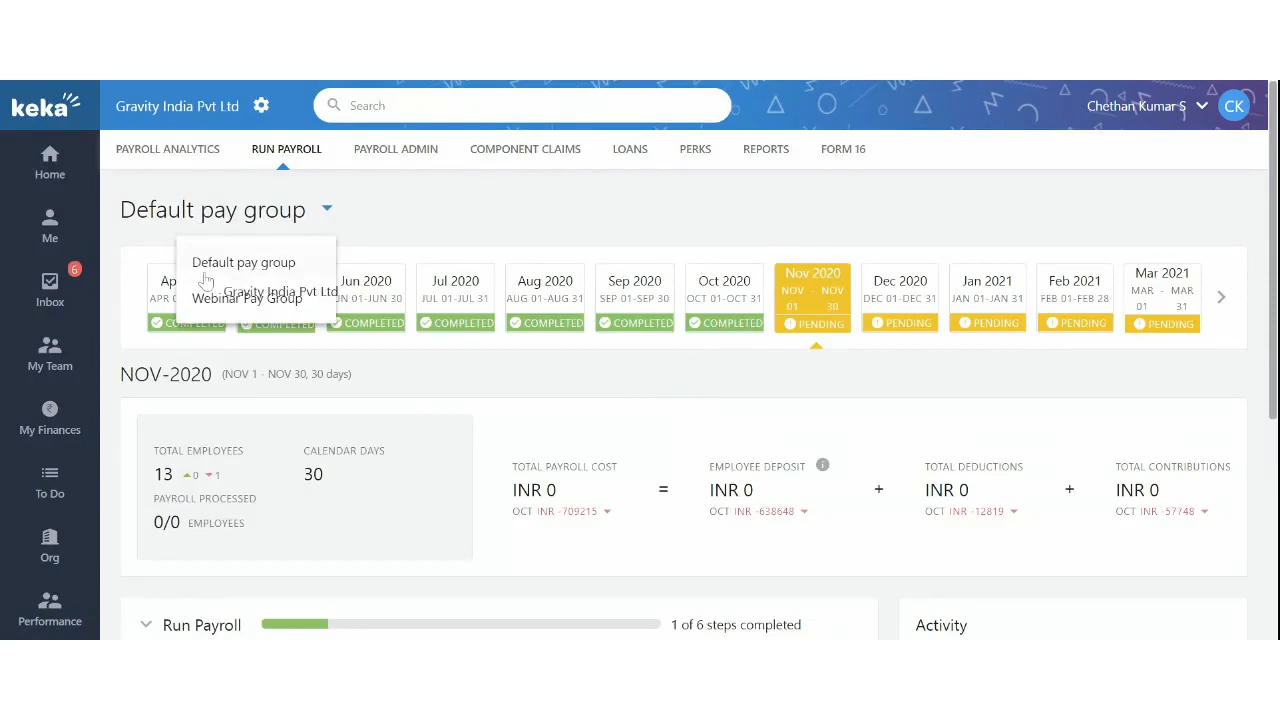 keka
Gravity India Pvt Ltd
Search
Chethan Kumar S
CK
PAYROLL ANALYTICS RUN PAYROLL PAYROLL ADMIN COMPONENT CLAIMS LOANS PERKS REPORTS FORM 16
Home
Me
6
Inbox
My Team
My Finances
To Do
Org
Performance
Default pay group
Default pay group
Gravity India Pvt Ltd
Webinar Pay Group
Jun 2020 Jul 2020 Aug 2020 Sep 2020 Oct 2020 Nov 2020 Dec 2020 Jan 2021 Feb 2021 Mar 2021
JUL 01-JUL 31 AUG 01-AUG 31 SEP 01-SEP 30 OCT 01-OCT 31 NOV - NOV DEC 01-DEC 31 JAN 01-JAN 31 FEB 01-FEB 28 MAR - MAR
01 30 01 31
COMPLETED COMPLETED COMPLETED COMPLETED COMPLETED COMPLETED COMPLETED PENDING PENDING PENDING PENDING PENDING
NOV-2020 (NOV 1 - NOV 30, 30 days)
TOTAL EMPLOYEES CALENDAR DAYS
13 0 1 30
PAYROLL PROCESSED
0/0 EMPLOYEES
TOTAL PAYROLL COST EMPLOYEE DEPOSIT TOTAL DEDUCTIONS TOTAL CONTRIBUTIONS
INR 0 = INR 0 + INR 0 + INR 0
OCT INR -709215 OCT INR -638648 OCT INR -12819 OCT INR -57748
Run Payroll 1 of 6 steps completed
Activity